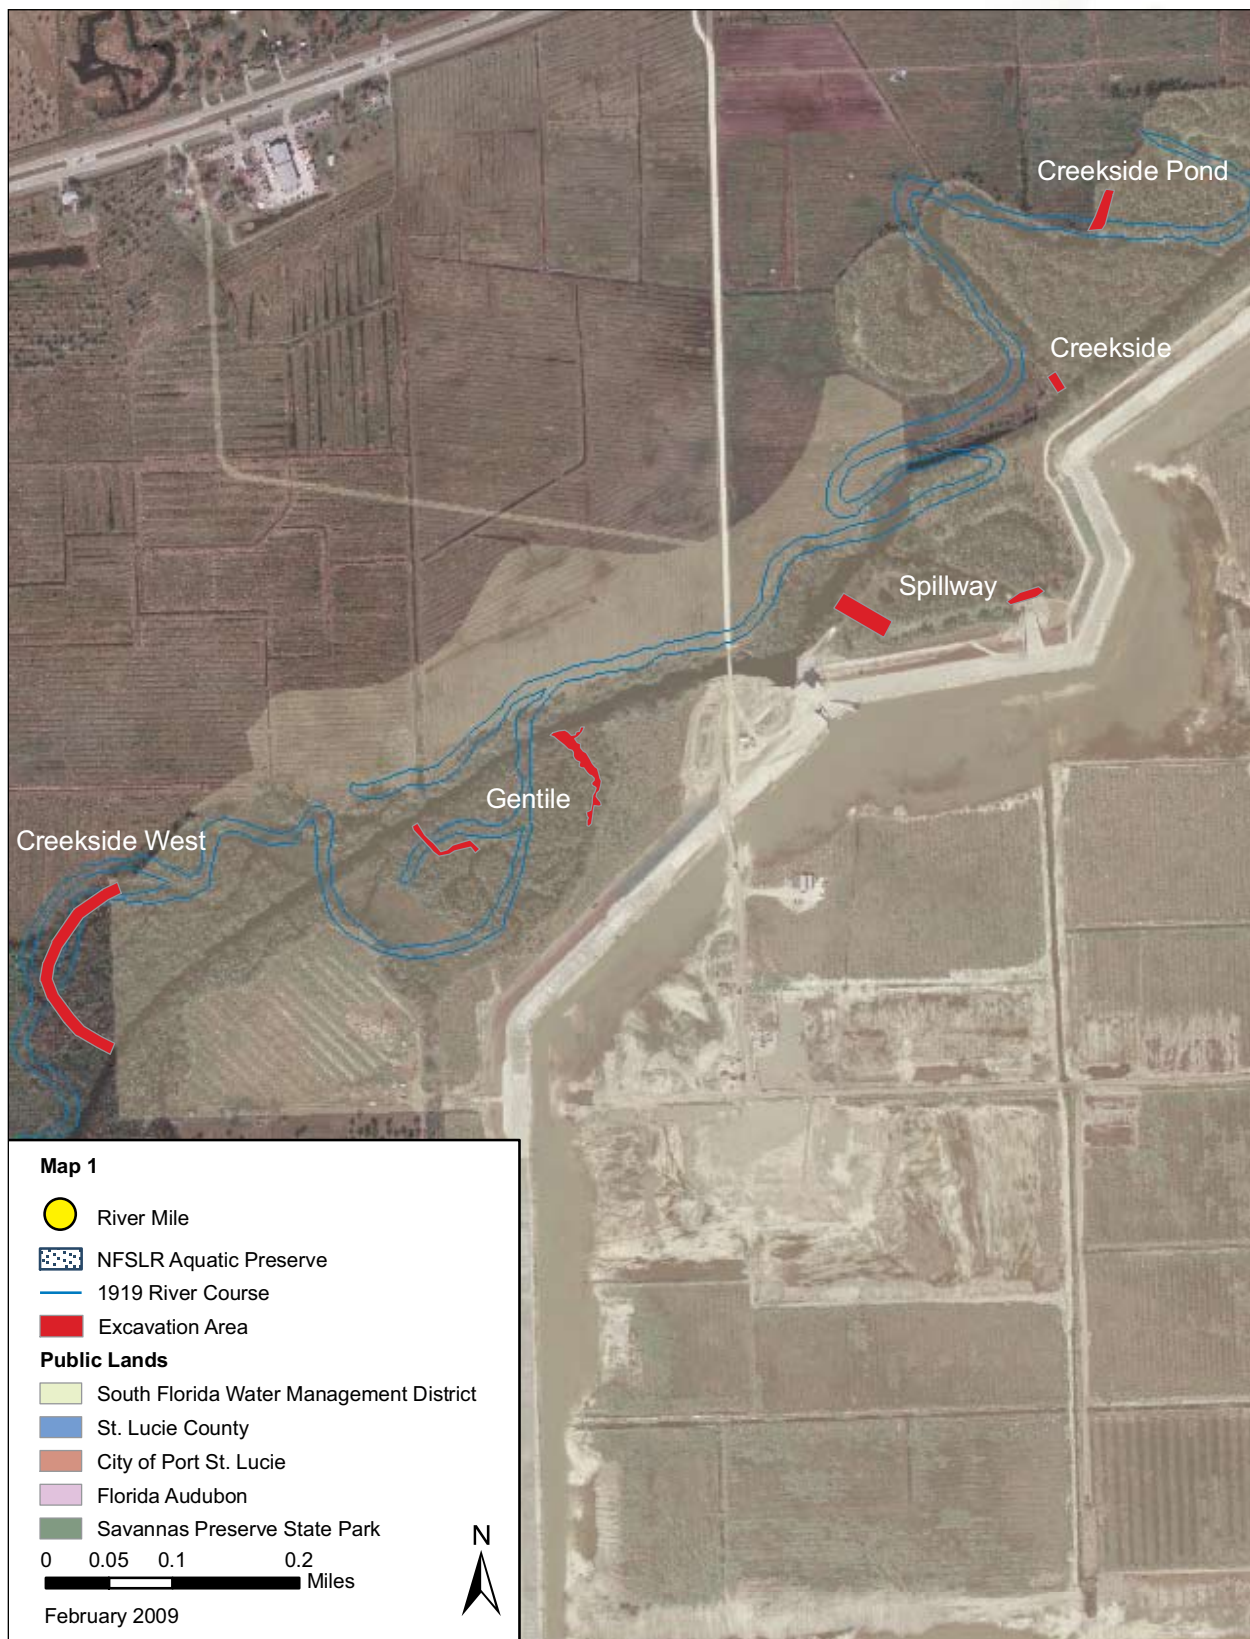 Creekside Pond
Creekside
Spillway
Gentile
Creekside West
Map 1
River Mile
NFSLR Aquatic Preserve
1919 River Course
Excavation Area
Public Lands
South Florida Water Management District
St. Lucie County
City of Port St. Lucie
Florida Audubon
Savannas Preserve State Park
N
0 0.05 0.1 0.2
Miles
February 2009